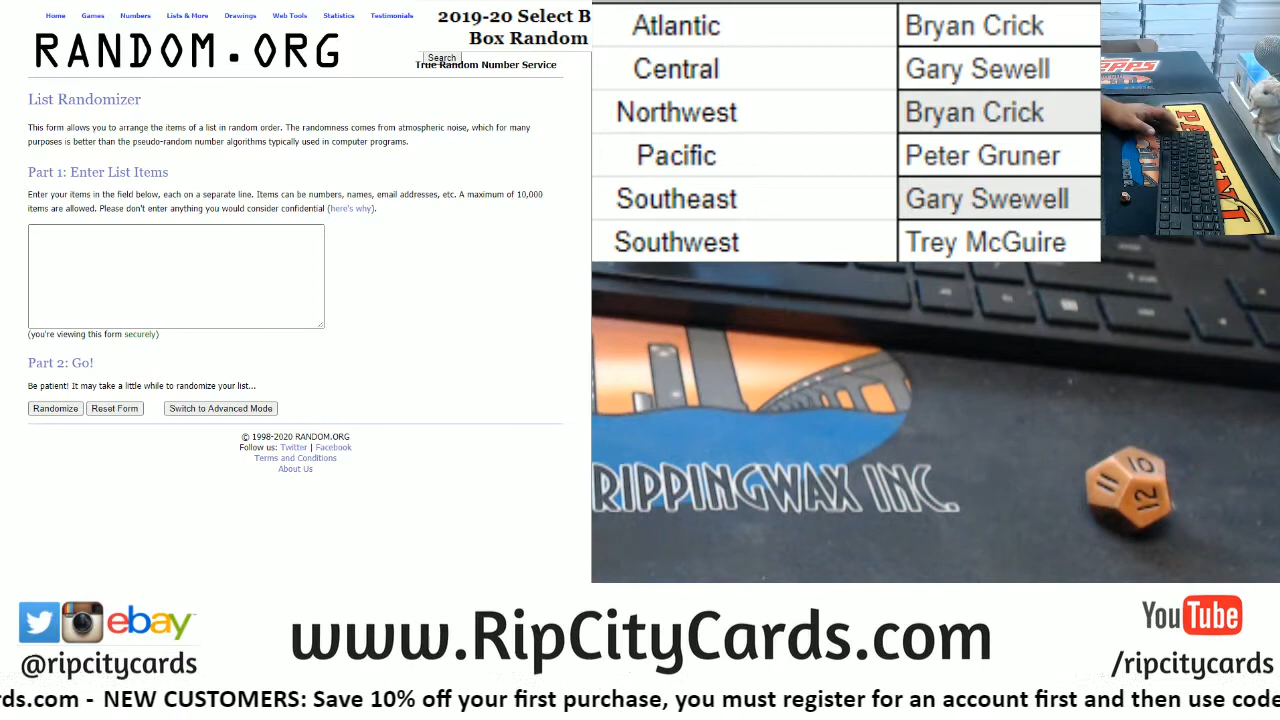 Home Games Numbers Lists & More Drawings Web Tools Statistics Testimonials
2019-20 Select B
Box Random
RANDOM.ORG
Search
True Random Number Service
List Randomizer
This form allows you to arrange the items of a list in random order. The randomness comes from atmospheric noise, which for many
purposes is better than the pseudo-random number algorithms typically used in computer programs.
Part 1: Enter List Items
Enter your items in the field below, each on a separate line. Items can be numbers, names, email addresses, etc. A maximum of 10,000
items are allowed. Please don't enter anything you would consider confidential (here's why).
(you're viewing this form securely)
Part 2: Go!
Be patient! It may take a little while to randomize your list...
Randomize Reset Form Switch to Advanced Mode
© 1998-2020 RANDOM.ORG
Follow us: Twitter | Facebook
Terms and Conditions
About Us
Atlantic Bryan Crick
Central Gary Sewell
Northwest Bryan Crick
Pacific Peter Gruner
Southeast Gary Swewell
Southwest Trey McGuire
PANINI
RIPPINGWAX INC.
11 10
12
ebay
@ripcitycards
www.RipCityCards.com
YouTube
/ripcitycards
rds.com - NEW CUSTOMERS: Save 10% off your first purchase, you must register for an account first and then use code